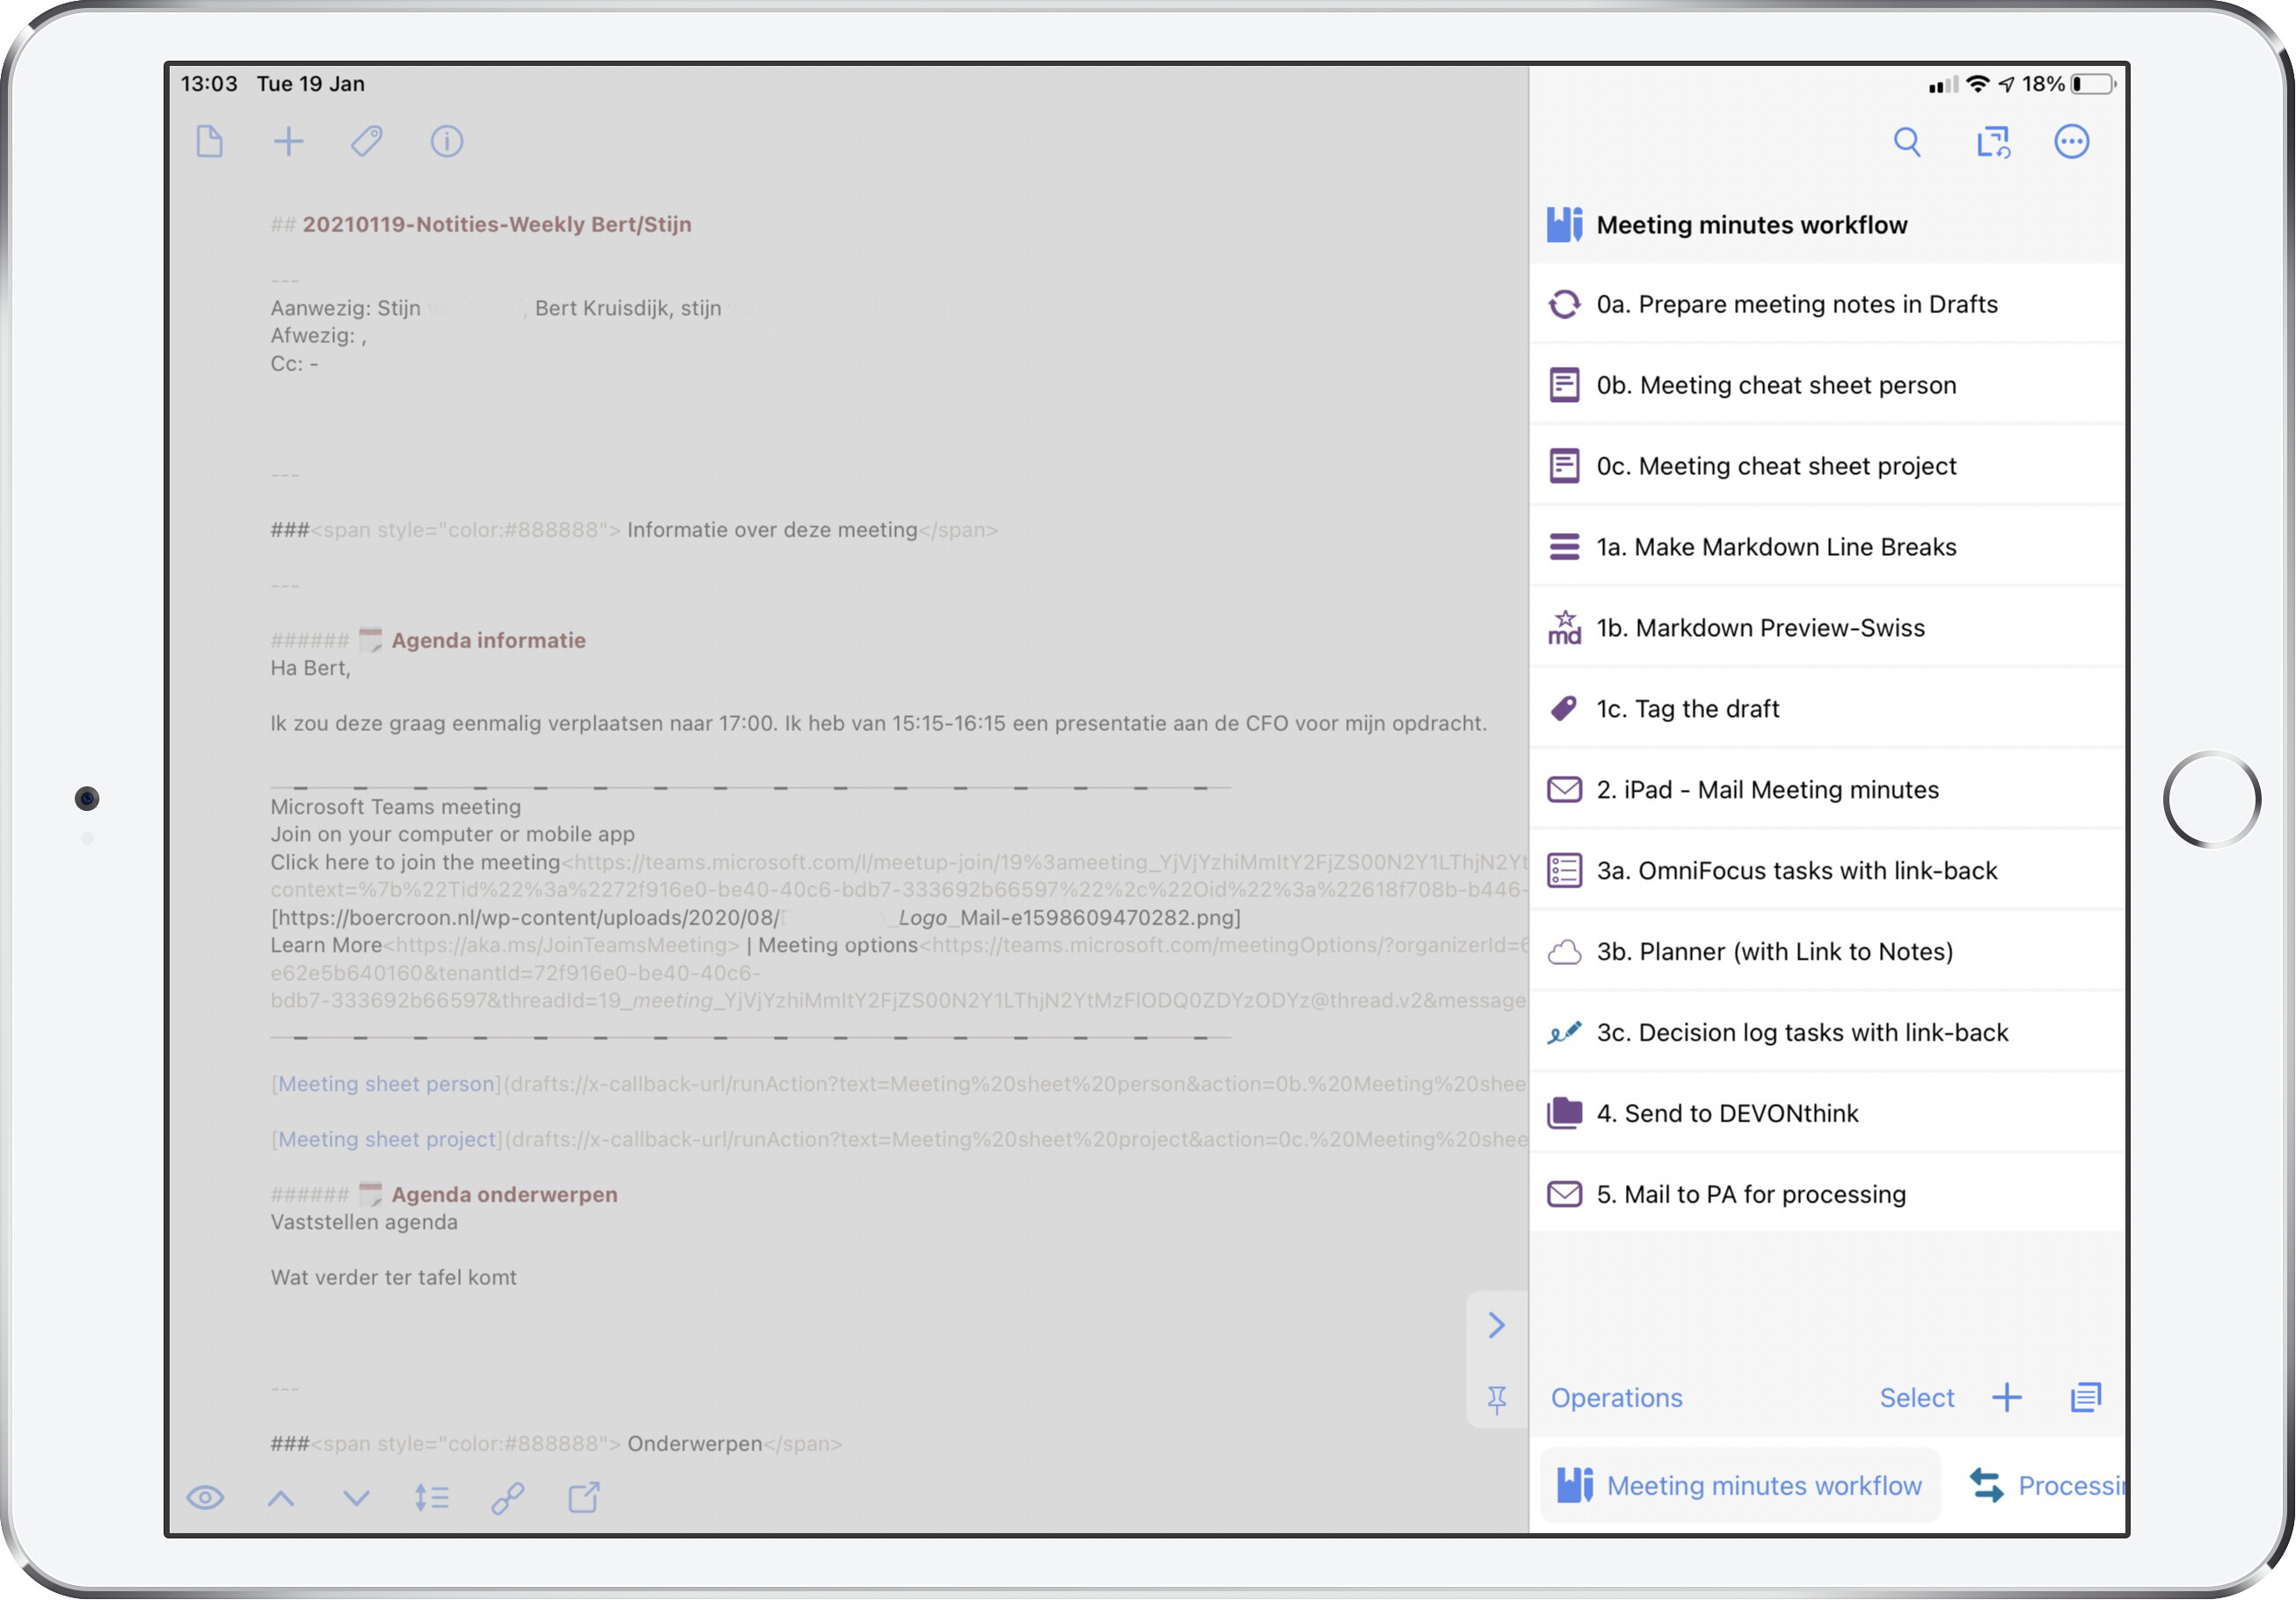 13:03 Tue 19 Jan
18%
## 20210119-Notities-Weekly Bert/Stijn
---
Aanwezig: Stijn , Bert Kruisdijk, stijn
Afwezig: ,
Cc: -
---
###<span style="color:#888888"> Informatie over deze meeting</span>
---
###### Agenda informatie
Ha Bert,
Ik zou deze graag eenmalig verplaatsen naar 17:00. Ik heb van 15:15-16:15 een presentatie aan de CFO voor mijn opdracht.
Microsoft Teams meeting
Join on your computer or mobile app
Click here to join the meeting<https://teams.microsoft.com/l/meetup-join/19%3ameeting_YjVjYzhiMmItY2FjZS00N2Y1LThjN2Yt
context=%7b%22Tid%22%3a%2272f916e0-be40-40c6-bdb7-333692b66597%22%2c%22Oid%22%3a%22618f708b-b446-
[https://boercroon.nl/wp-content/uploads/2020/08/ _Logo_Mail-e1598609470282.png]
Learn More<https://aka.ms/JoinTeamsMeeting> | Meeting options<https://teams.microsoft.com/meetingOptions/?organizerId=6
e62e5b640160&tenantId=72f916e0-be40-40c6-
bdb7-333692b66597&threadId=19_meeting_YjVjYzhiMmItY2FjZS00N2Y1LThjN2YtMzFlODQ0ZDYzODYz@thread.v2&message
[Meeting sheet person](drafts://x-callback-url/runAction?text=Meeting%20sheet%20person&action=0b.%20Meeting%20shee
[Meeting sheet project](drafts://x-callback-url/runAction?text=Meeting%20sheet%20project&action=0c.%20Meeting%20shee
###### Agenda onderwerpen
Vaststellen agenda
Wat verder ter tafel komt
---
###<span style="color:#888888"> Onderwerpen</span>
Meeting minutes workflow
0a. Prepare meeting notes in Drafts
0b. Meeting cheat sheet person
0c. Meeting cheat sheet project
1a. Make Markdown Line Breaks
md 1b. Markdown Preview-Swiss
1c. Tag the draft
2. iPad - Mail Meeting minutes
3a. OmniFocus tasks with link-back
3b. Planner (with Link to Notes)
3c. Decision log tasks with link-back
4. Send to DEVONthink
5. Mail to PA for processing
Operations Select
Meeting minutes workflow Processi